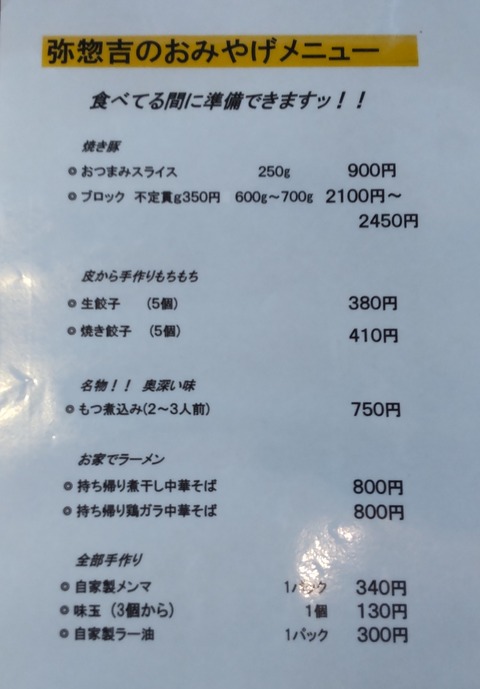 弥惣吉のおみやげメニュー
食べてる間に準備できますッ！！
焼き豚
◎ おつまみスライス 250g 900円
◎ ブロック 不定貫g350円 600g～700g 2100円～
2450円
皮から手作りもちもち
◎ 生餃子 (5個) 380円
◎ 焼き餃子 (5個) 410円
名物！！ 奥深い味
◎ もつ煮込み(2～3人前) 750円
お家でラーメン
◎ 持ち帰り煮干し中華そば 800円
◎ 持ち帰り鶏ガラ中華そば 800円
全部手作り
◎ 自家製メンマ 1パック 340円
◎ 味玉 (3個から) 1個 130円
◎ 自家製ラー油 1パック 300円